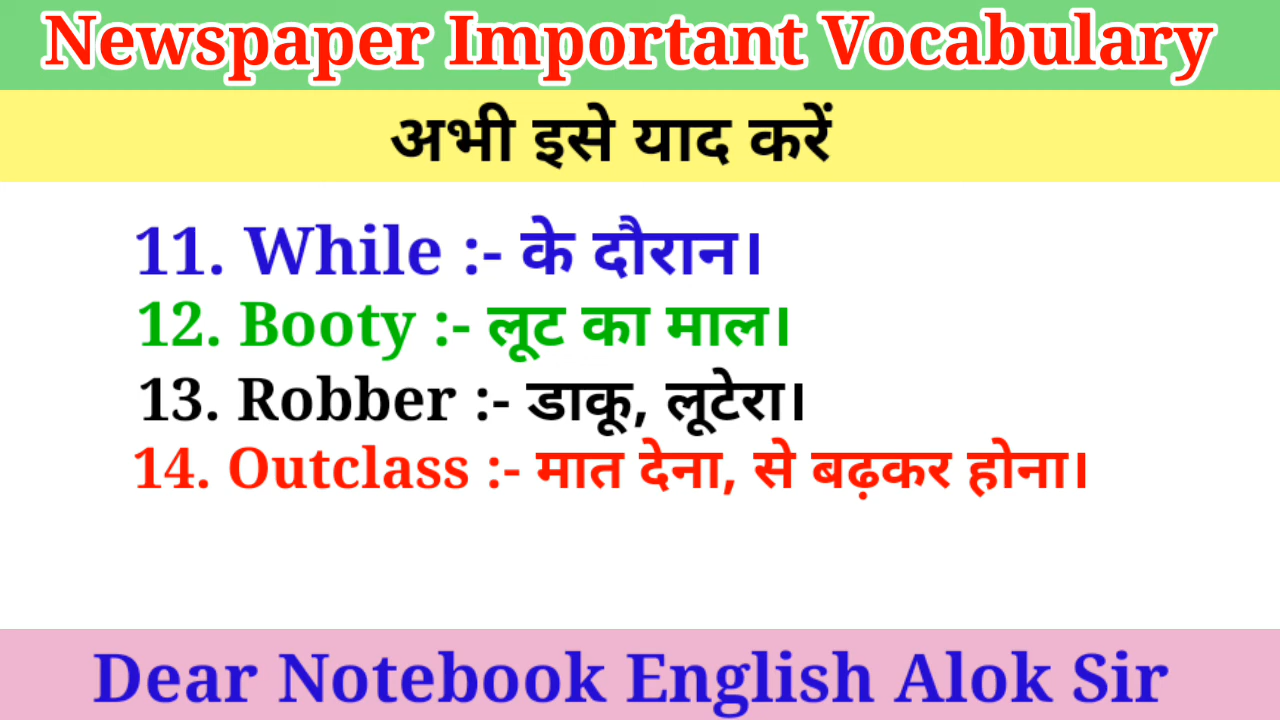 Newspaper Important Vocabulary
अभी इसे याद करें
11. While :- के दौरान।
12. Booty :- लूट का माल।
13. Robber :- डाकू, लूटेरा।
14. Outclass :- मात देना, से बढ़कर होना।
Dear Notebook English Alok Sir